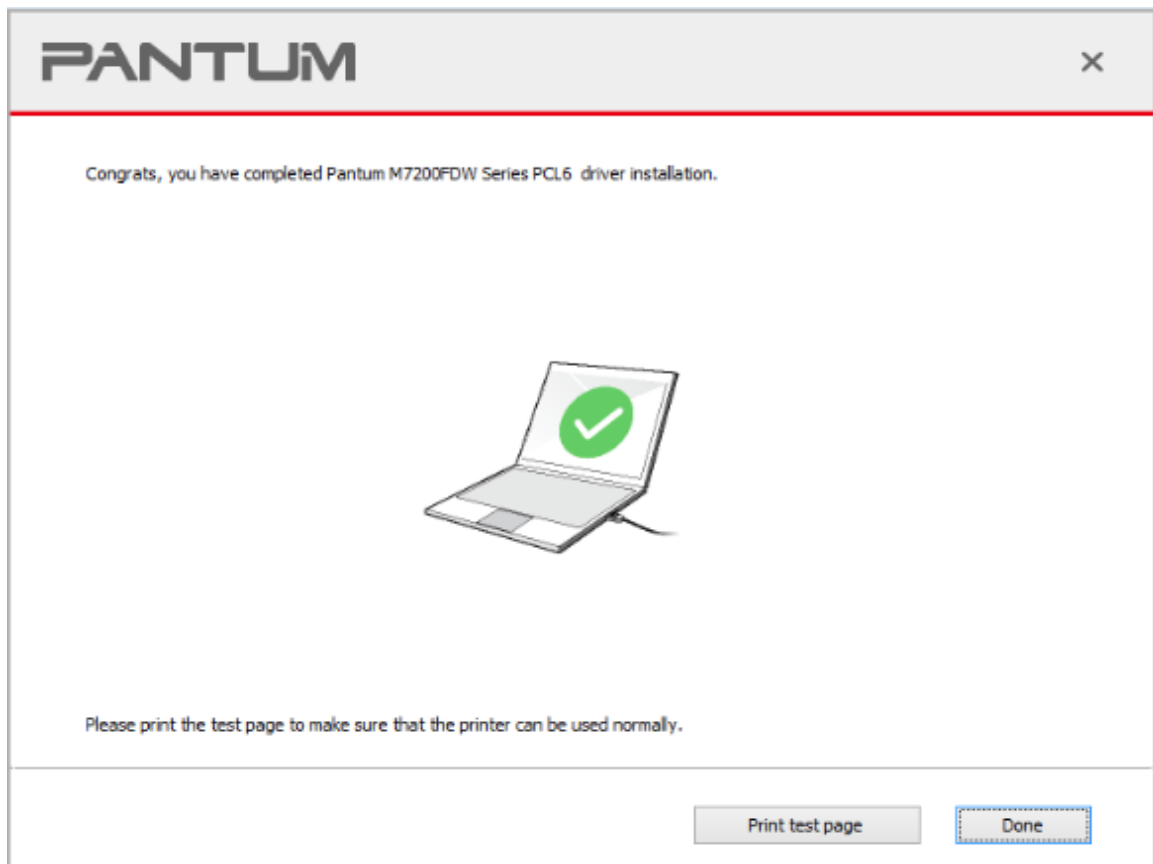 PANTUM
Congrats, you have completed Pantum M7200FDW Series PCL6 driver installation.
Please print the test page to make sure that the printer can be used normally.
Print test page
Done